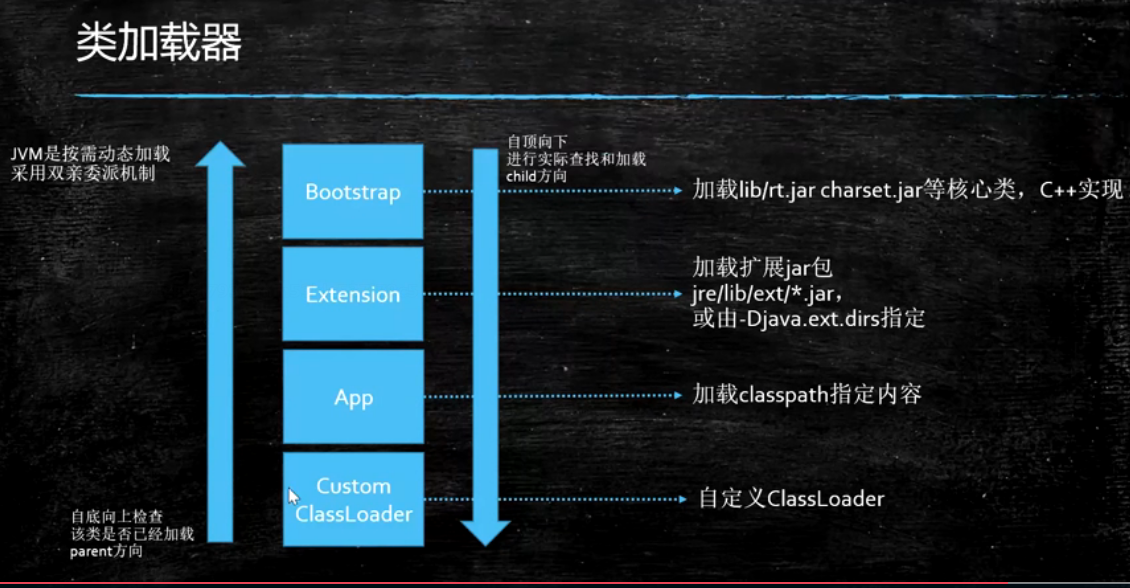 类加载器
JVM是按需动态加载
采用双亲委派机制
自顶向下
进行实际查找和加载
child方向
Bootstrap
加载lib/rt.jar charset.jar等核心类，C++实现
Extension
加载扩展jar包
jre/lib/ext/*.jar，
或由-Djava.ext.dirs指定
App
加载classpath指定内容
Custom
ClassLoader
自定义ClassLoader
自底向上检查
该类是否已经加载
parent方向